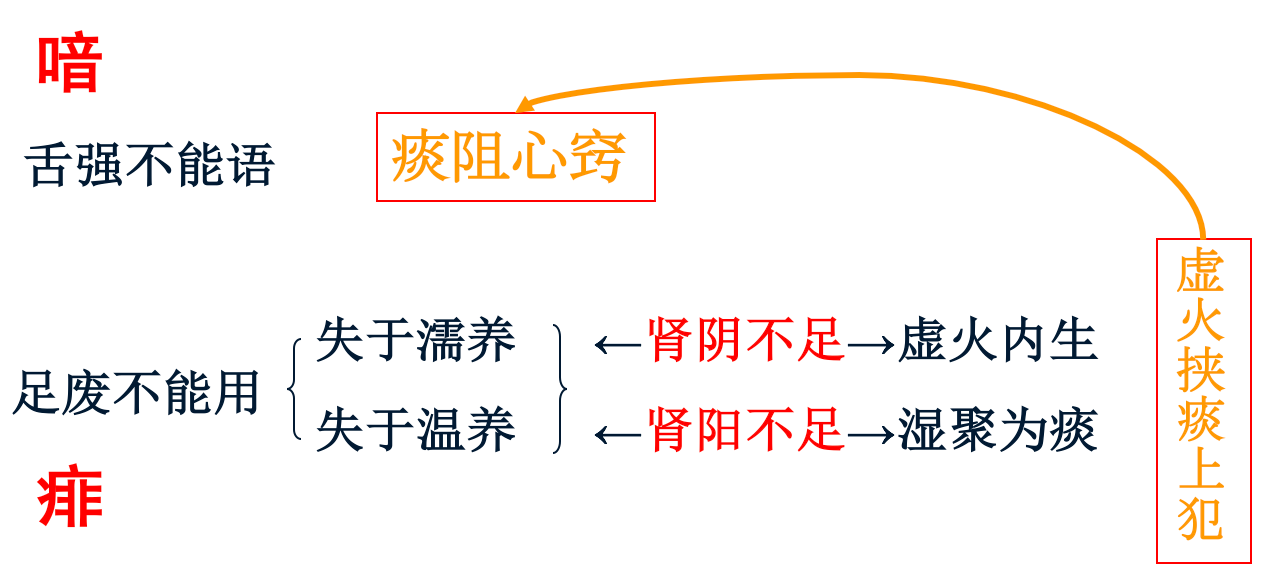 喑
舌强不能语
痰阻心窍
足废不能用
失于濡养
←肾阴不足→虚火内生
失于温养
←肾阳不足→湿聚为痰
虚火挟痰上犯
痱